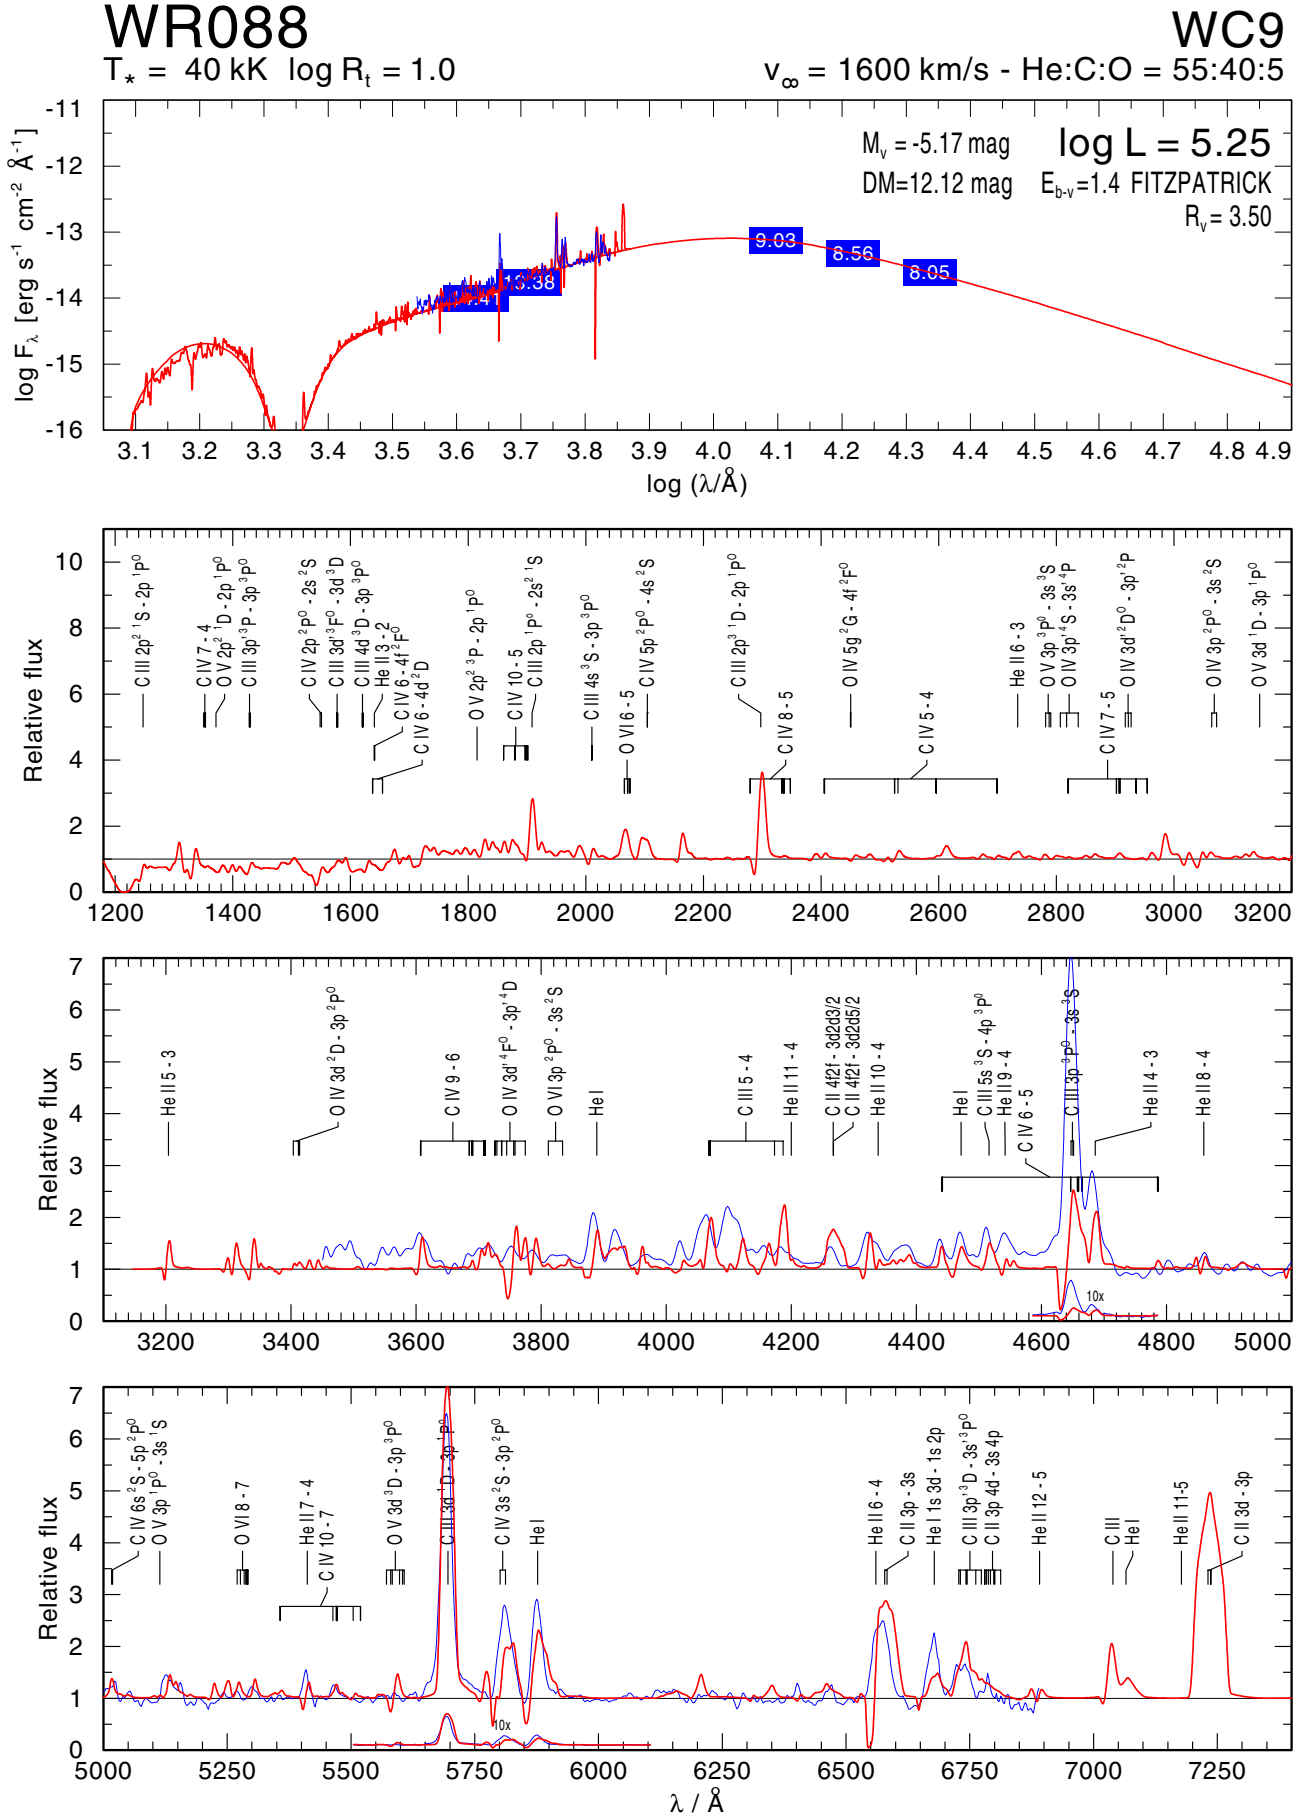 WR088
WC9
T* = 40 kK log Rt = 1.0
v∞ = 1600 km/s - He:C:O = 55:40:5
log Fλ [erg s⁻¹ cm⁻² Å⁻¹]
-11
-12
-13
-14
-15
-16
Mv = -5.17 mag
log L = 5.25
DM=12.12 mag
Eb-v=1.4 FITZPATRICK
Rv = 3.50
13.38
9.03
8.56
8.05
3.1 3.2 3.3 3.4 3.5 3.6 3.7 3.8 3.9 4.0 4.1 4.2 4.3 4.4 4.5 4.6 4.7 4.8 4.9
log (λ/Å)
Relative flux
10
8
6
4
2
0
C III 2p² ¹S - 2p ¹P⁰
C IV 7 - 4
O V 2p² ¹D - 2p ¹P⁰
C III 3p' ³P - 3p ³P⁰
C IV 2p ²P⁰ - 2s ²S
C III 3d' ³F⁰ - 3d ³D
C III 4d ³D - 3p ³P⁰
He II 3 - 2
C IV 6 - 4f ²F⁰
C IV 6 - 4d ²D
O V 2p² ³P - 2p ¹P⁰
C IV 10 - 5
C III 2p ¹P⁰ - 2s² ¹S
C III 4s ³S - 3p ³P⁰
O VI 6 - 5
C IV 5p ²P⁰ - 4s ²S
C III 2p³ ¹D - 2p ¹P⁰
C IV 8 - 5
O IV 5g ²G - 4f ²F⁰
C IV 5 - 4
He II 6 - 3
O V 3p ³P⁰ - 3s ³S
O IV 3p' ⁴S - 3s' ⁴P
C IV 7 - 5
O IV 3d' ²D⁰ - 3p' ²P
O IV 3p ²P⁰ - 3s ²S
O V 3d ¹D - 3p ¹P⁰
1200 1400 1600 1800 2000 2200 2400 2600 2800 3000 3200
Relative flux
7
6
5
4
3
2
1
0
He II 5 - 3
O IV 3d ²D - 3p ²P⁰
C IV 9 - 6
O IV 3d' ⁴F⁰ - 3p' ⁴D
O VI 3p ²P⁰ - 3s ²S
He I
C III 5 - 4
He II 11 - 4
C II 4f2f - 3d2d3/2
C II 4f2f - 3d2d5/2
He II 10 - 4
He I
C III 5s ³S - 4p ³P⁰
He II 9 - 4
C IV 6 - 5
C III 3p ³P⁰ - 3s ³S
He II 4 - 3
He II 8 - 4
10x
3200 3400 3600 3800 4000 4200 4400 4600 4800 5000
Relative flux
7
6
5
4
3
2
1
0
C IV 6s ²S - 5p ²P⁰
O V 3p ¹P⁰ - 3s ¹S
O VI 8 - 7
He II 7 - 4
C IV 10 - 7
O V 3d ³D - 3p ³P⁰
C III 3d ¹D - 3p ¹P⁰
C IV 3s ²S - 3p ²P⁰
He I
He II 6 - 4
C II 3p - 3s
He I 1s 3d - 1s 2p
C III 3p' ³D - 3s' ³P⁰
C II 3p 4d - 3s 4p
He II 12 - 5
C III
He I
He II 11-5
C II 3d - 3p
10x
5000 5250 5500 5750 6000 6250 6500 6750 7000 7250
λ / Å